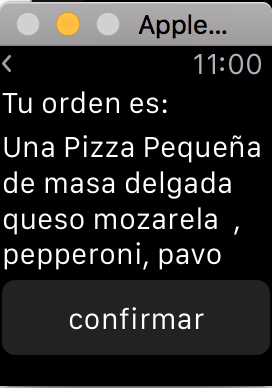 Apple...
11:00
Tu orden es:
Una Pizza Pequeña
de masa delgada
queso mozarela  ,
pepperoni, pavo
confirmar